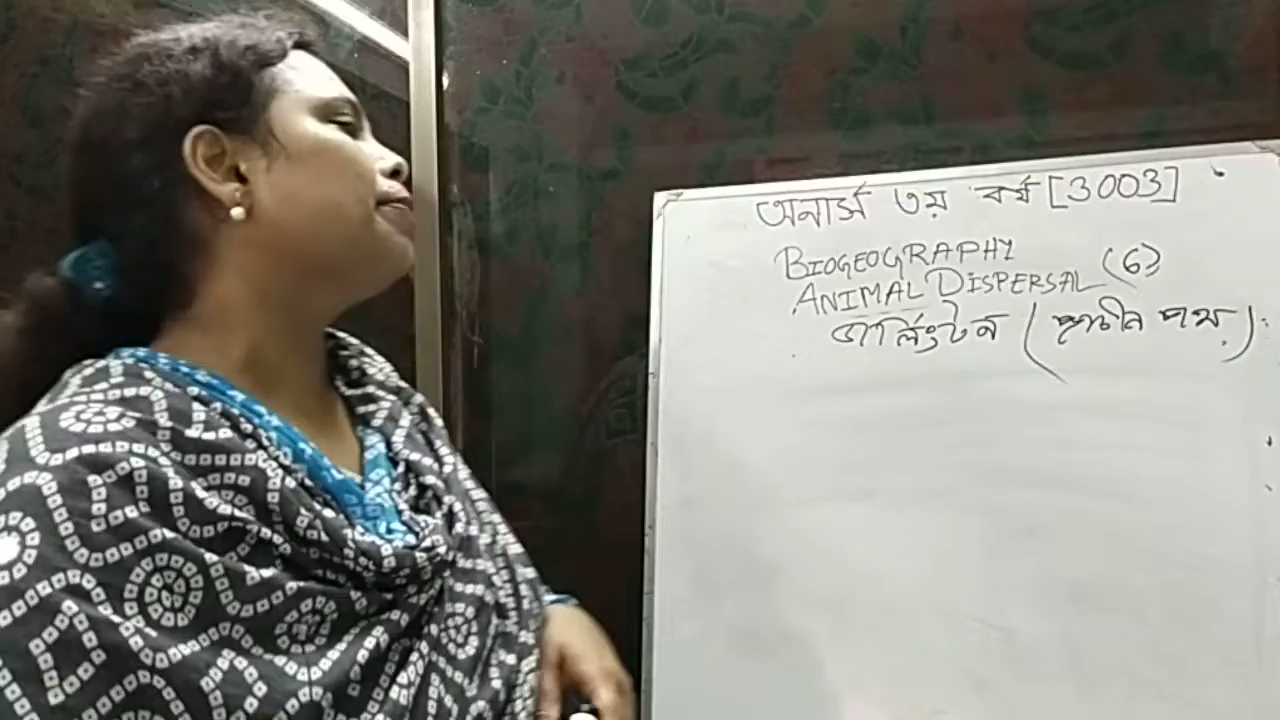 অনার্স ৩য় বর্ষ [3003]
BIOGEOGRAPHY
ANIMAL DISPERSAL (6)
ডার্লিংটন (প্রাচীন পথ):